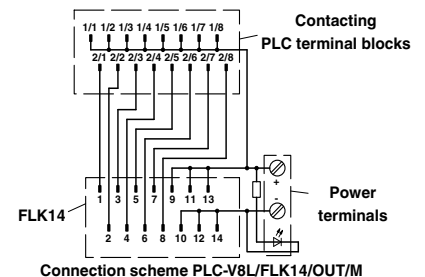 1/1 1/2 1/3 1/4 1/5 1/6 1/7 1/8
Contacting
PLC terminal blocks
2/1 2/2 2/3 2/4 2/5 2/6 2/7 2/8
1 3 5 7 9 11 13
+
-
Power
terminals
FLK14
2 4 6 8 10 12 14
Connection scheme PLC-V8L/FLK14/OUT/M